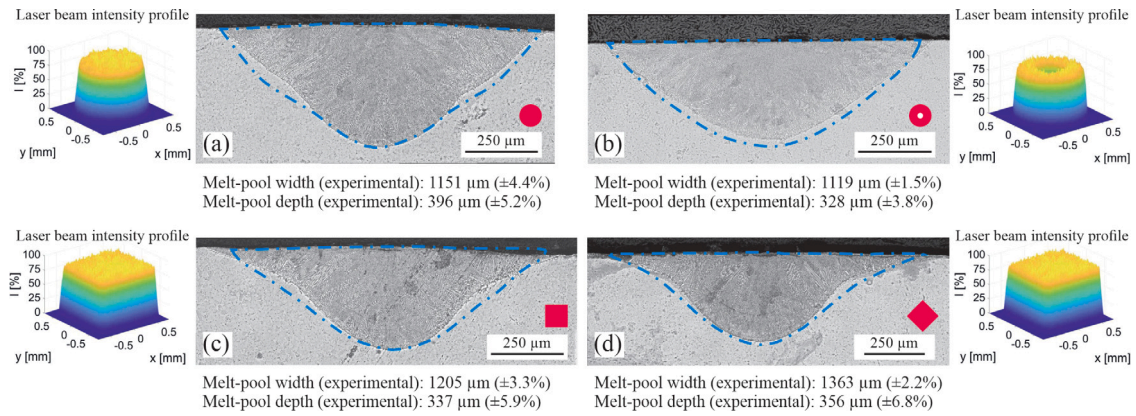 Laser beam intensity profile
100
75
50
25
0
I [%]
0.5
0
-0.5
y [mm]
-0.5
0
0.5
x [mm]
(a)
250 µm
Melt-pool width (experimental): 1151 µm (±4.4%)
Melt-pool depth (experimental): 396 µm (±5.2%)
(b)
250 µm
Melt-pool width (experimental): 1119 µm (±1.5%)
Melt-pool depth (experimental): 328 µm (±3.8%)
Laser beam intensity profile
100
75
50
25
0
I [%]
0.5
0
-0.5
y [mm]
-0.5
0
0.5
x [mm]
Laser beam intensity profile
100
75
50
25
0
I [%]
0.5
0
-0.5
y [mm]
-0.5
0
0.5
x [mm]
(c)
250 µm
Melt-pool width (experimental): 1205 µm (±3.3%)
Melt-pool depth (experimental): 337 µm (±5.9%)
(d)
250 µm
Melt-pool width (experimental): 1363 µm (±2.2%)
Melt-pool depth (experimental): 356 µm (±6.8%)
Laser beam intensity profile
100
75
50
25
0
I [%]
0.5
0
-0.5
y [mm]
-0.5
0
0.5
x [mm]